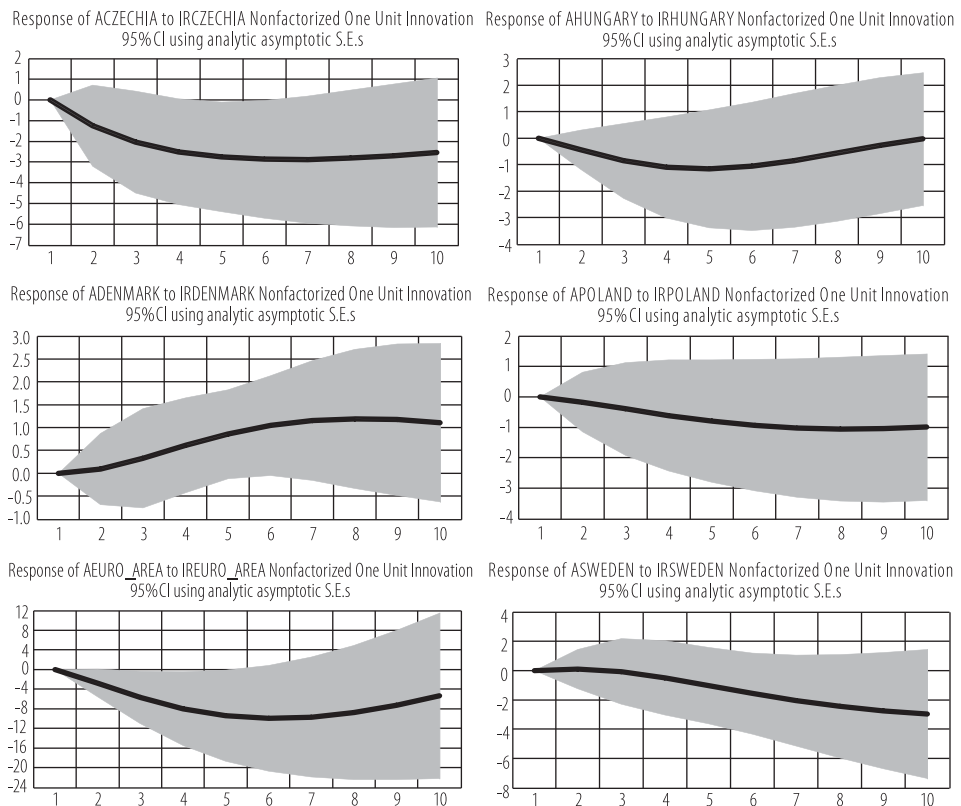 Response of ACZECHIA to IRCZECHIA Nonfactorized One Unit Innovation
95%CI using analytic asymptotic S.E.s
2
1
0
–1
–2
–3
–4
–5
–6
–7
1 2 3 4 5 6 7 8 9 10
Response of AHUNGARY to IRHUNGARY Nonfactorized One Unit Innovation
95%CI using analytic asymptotic S.E.s
3
2
1
0
–1
–2
–3
–4
1 2 3 4 5 6 7 8 9 10
Response of ADENMARK to IRDENMARK Nonfactorized One Unit Innovation
95%CI using analytic asymptotic S.E.s
3.0
2.5
2.0
1.5
1.0
0.5
0.0
–0.5
–1.0
1 2 3 4 5 6 7 8 9 10
Response of APOLAND to IRPOLAND Nonfactorized One Unit Innovation
95%CI using analytic asymptotic S.E.s
2
1
0
–1
–2
–3
–4
1 2 3 4 5 6 7 8 9 10
Response of AEURO_AREA to IREURO_AREA Nonfactorized One Unit Innovation
95%CI using analytic asymptotic S.E.s
12
8
4
0
–4
–8
–12
–16
–20
–24
1 2 3 4 5 6 7 8 9 10
Response of ASWEDEN to IRSWEDEN Nonfactorized One Unit Innovation
95%CI using analytic asymptotic S.E.s
4
2
0
–2
–4
–6
–8
1 2 3 4 5 6 7 8 9 10